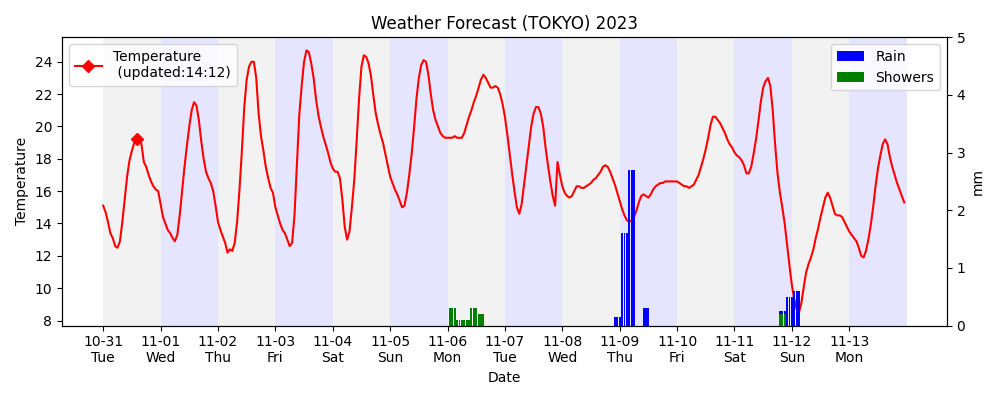 Weather Forecast (TOKYO) 2023
Temperature
(updated:14:12)
Rain
Showers
Temperature
24
22
20
18
16
14
12
10
8
5
4
3
2
1
0
mm
10-31 11-01 11-02 11-03 11-04 11-05 11-06 11-07 11-08 11-09 11-10 11-11 11-12 11-13
Tue Wed Thu Fri Sat Sun Mon Tue Wed Thu Fri Sat Sun Mon
Date